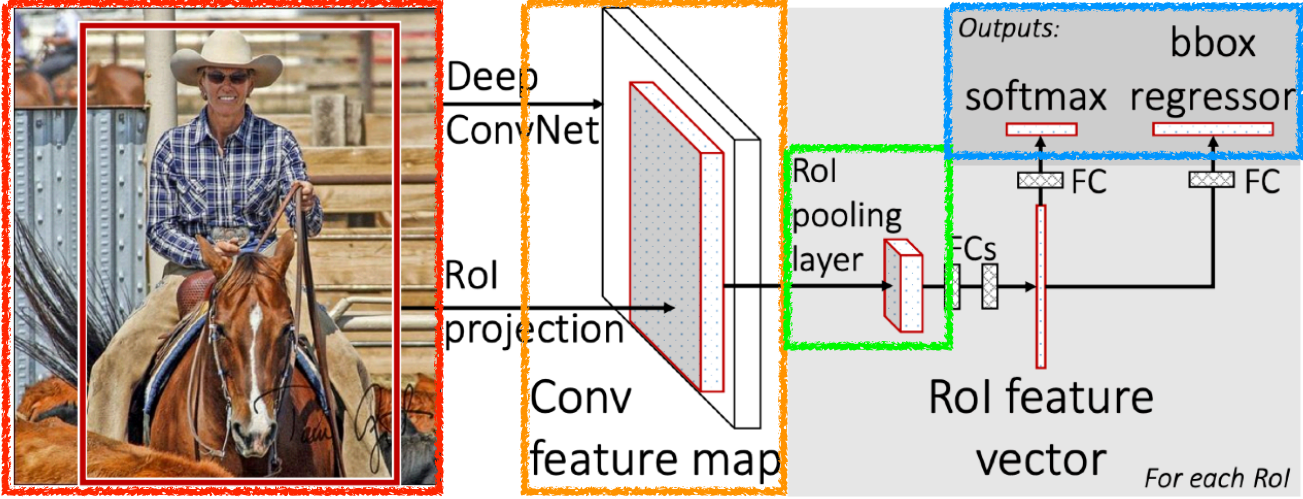 Deep
ConvNet
RoI
projection
Conv
feature map
RoI
pooling
layer
FCs
Outputs:
softmax
bbox
regressor
FC
FC
RoI feature
vector
For each RoI